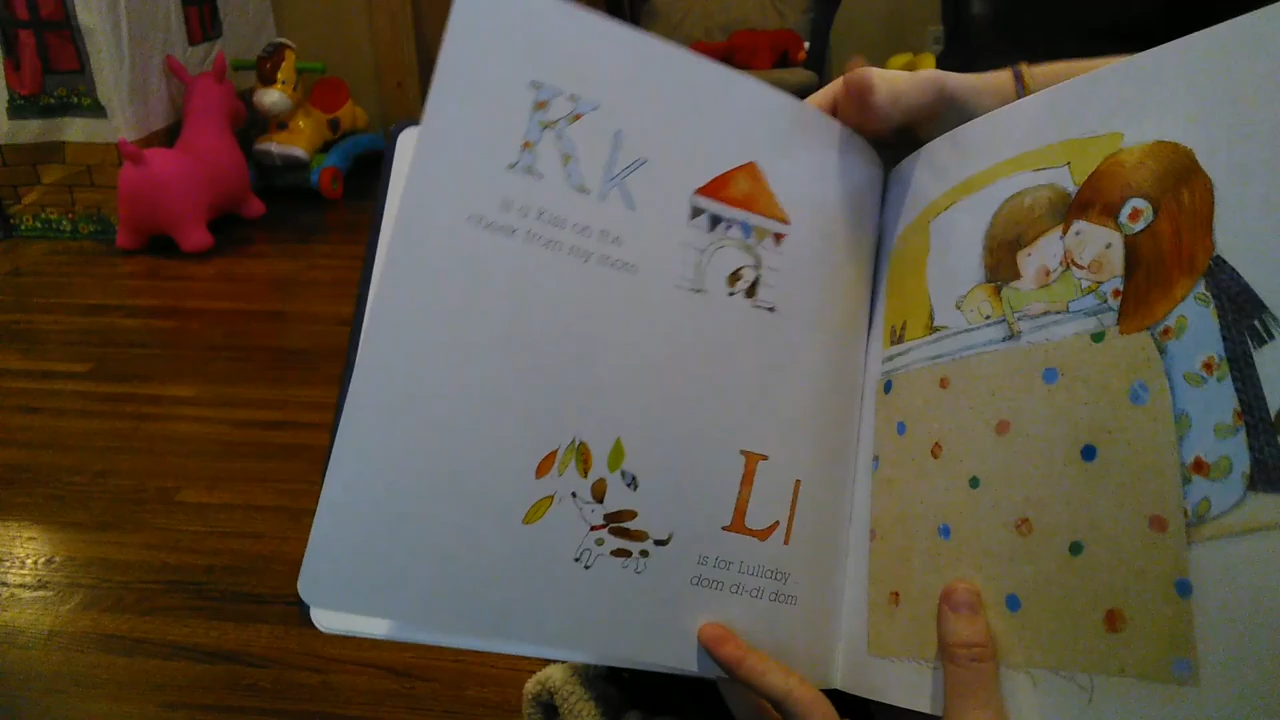 Kk
is a Kiss on the
cheek from my mom
Ll
is for Lullaby
dom di-di dom